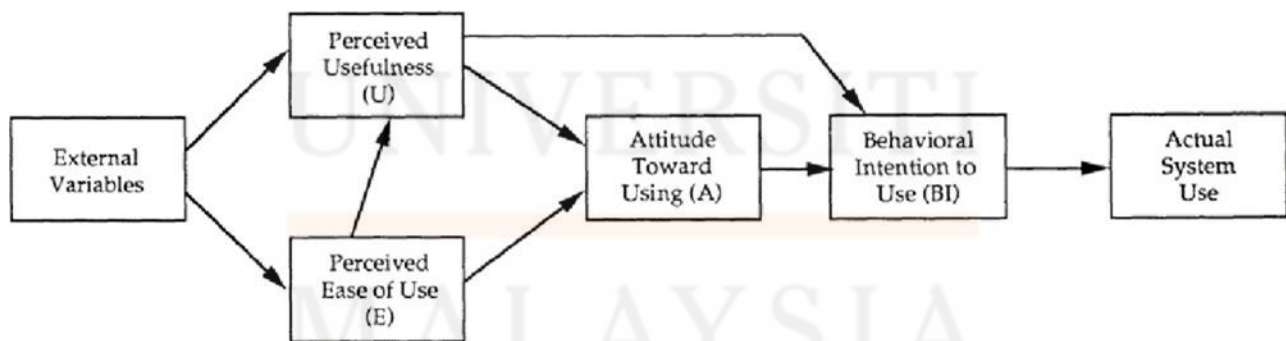 Perceived
Usefulness
(U)
External
Variables
Perceived
Ease of Use
(E)
Attitude
Toward
Using (A)
Behavioral
Intention to
Use (BI)
Actual
System
Use
UNIVERSITI
MALAYSIA